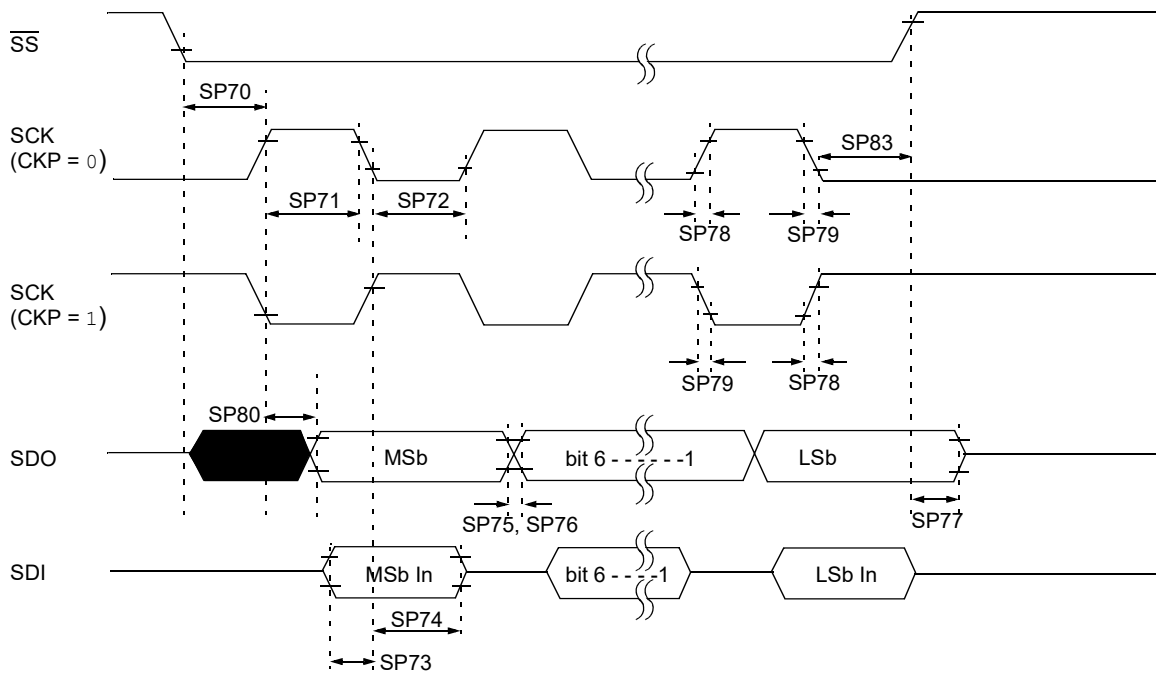 SS
SP70
SCK
(CKP = 0)
SP83
SP71
SP72
SP78
SP79
SCK
(CKP = 1)
SP79
SP78
SP80
SDO
MSb
bit 6 - - - - - -1
LSb
SP75, SP76
SP77
SDI
MSb In
bit 6 - - - - -1
LSb In
SP74
SP73